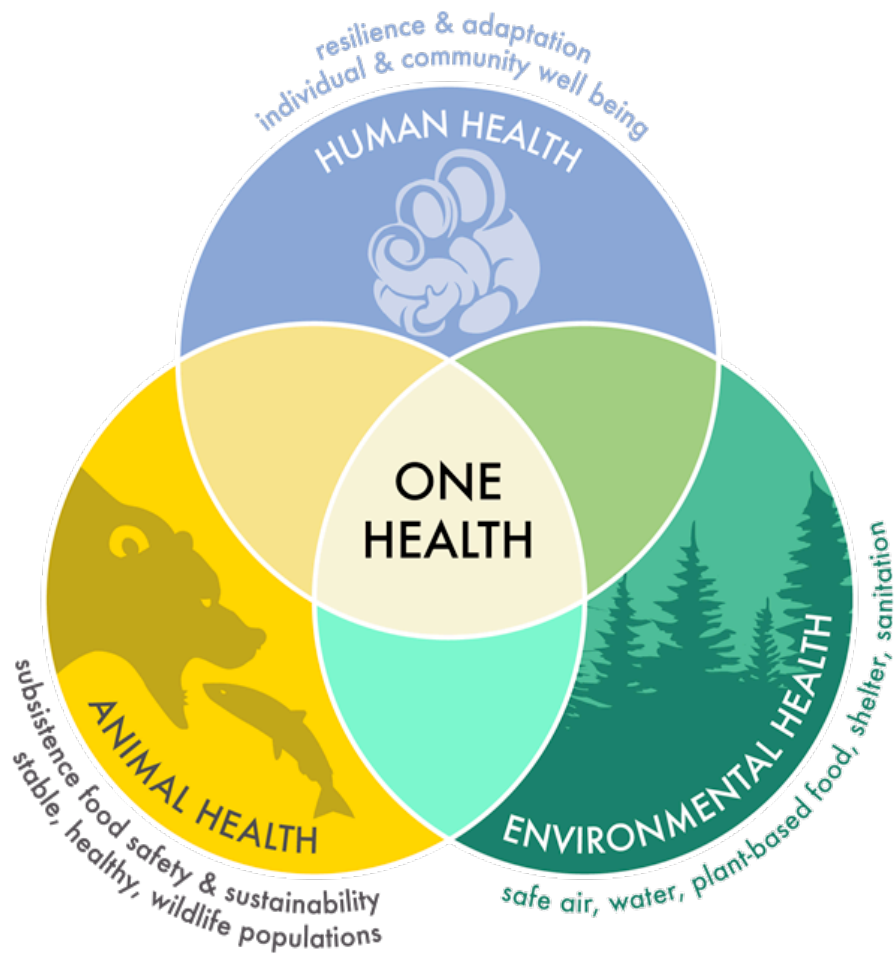 resilience & adaptation
individual & community well being
HUMAN HEALTH
ONE
HEALTH
ANIMAL HEALTH
subsistence food safety & sustainability
stable, healthy, wildlife populations
ENVIRONMENTAL HEALTH
safe air, water, plant-based food, shelter, sanitation